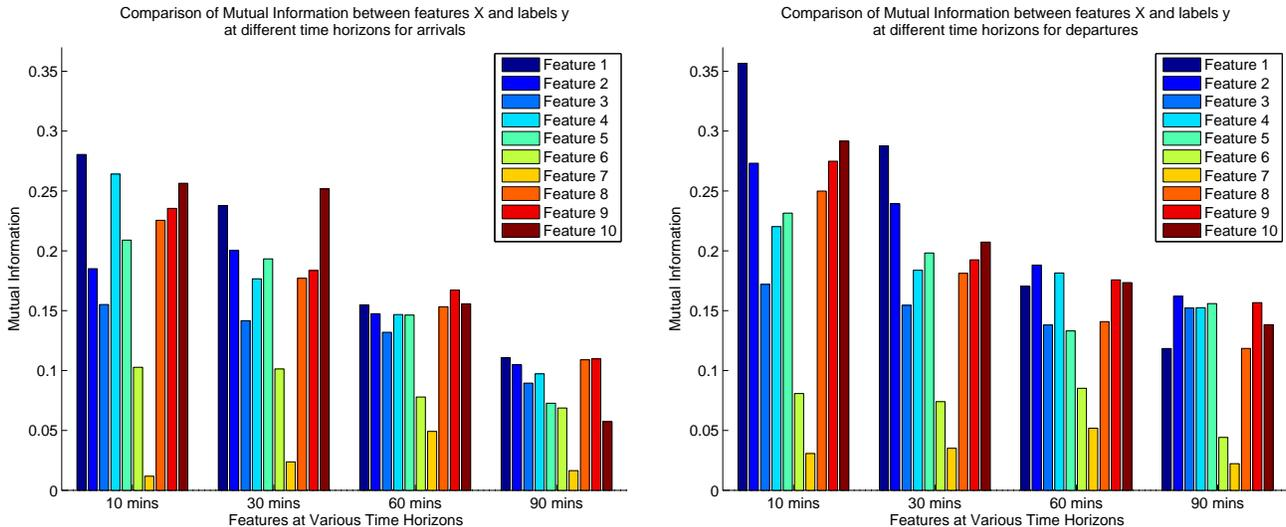 Comparison of Mutual Information between features X and labels y
at different time horizons for arrivals
Mutual Information
0.35
0.3
0.25
0.2
0.15
0.1
0.05
0
Feature 1
Feature 2
Feature 3
Feature 4
Feature 5
Feature 6
Feature 7
Feature 8
Feature 9
Feature 10
10 mins 30 mins 60 mins 90 mins
Features at Various Time Horizons
Comparison of Mutual Information between features X and labels y
at different time horizons for departures
Mutual Information
0.35
0.3
0.25
0.2
0.15
0.1
0.05
0
Feature 1
Feature 2
Feature 3
Feature 4
Feature 5
Feature 6
Feature 7
Feature 8
Feature 9
Feature 10
10 mins 30 mins 60 mins 90 mins
Features at Various Time Horizons